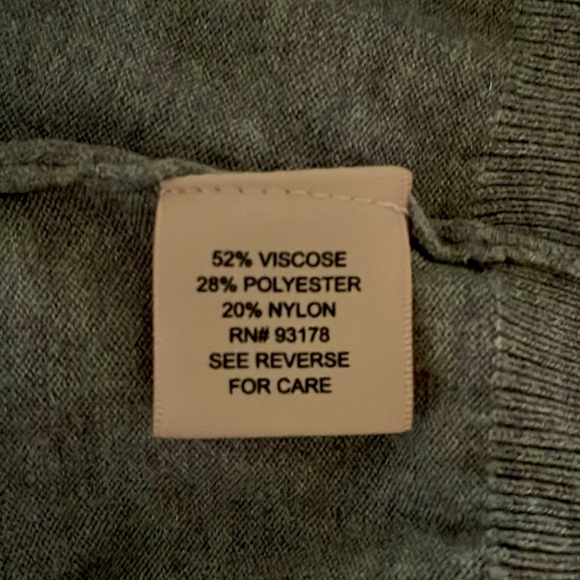 52% VISCOSE
28% POLYESTER
20% NYLON
RN# 93178
SEE REVERSE
FOR CARE